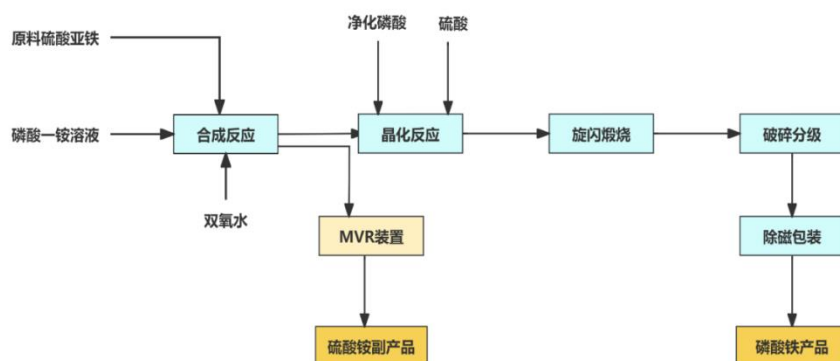 净化磷酸
硫酸
原料硫酸亚铁
磷酸一铵溶液
合成反应
晶化反应
旋闪煅烧
破碎分级
双氧水
MVR装置
除磁包装
硫酸铵副产品
磷酸铁产品